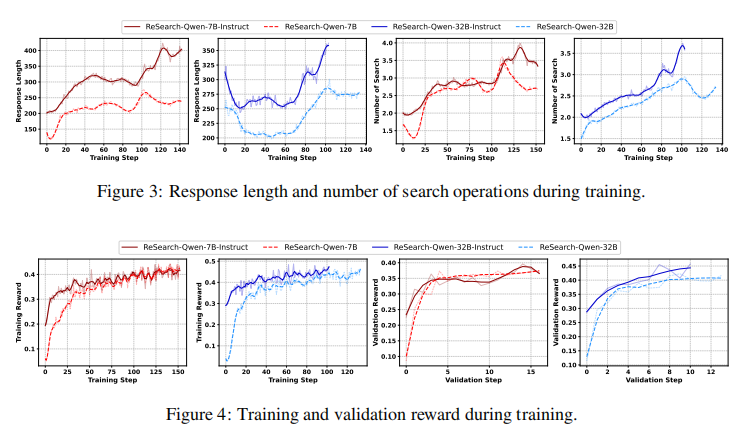 ReSearch-Qwen-7B-Instruct ReSearch-Qwen-7B ReSearch-Qwen-32B-Instruct ReSearch-Qwen-32B
Response Length
400
350
300
250
200
150
0 20 40 60 80 100 120 140
Training Step
Response Length
350
325
300
275
250
225
200
0 20 40 60 80 100 120 140
Training Step
Number of Search
4.0
3.5
3.0
2.5
2.0
1.5
0 25 50 75 100 125 150
Training Step
Number of Search
3.5
3.0
2.5
2.0
1.5
0 20 40 60 80 100 120 140
Training Step
Figure 3: Response length and number of search operations during training.
ReSearch-Qwen-7B-Instruct ReSearch-Qwen-7B ReSearch-Qwen-32B-Instruct ReSearch-Qwen-32B
Training Reward
0.4
0.3
0.2
0.1
0 25 50 75 100 125 150
Training Step
Training Reward
0.5
0.4
0.3
0.2
0.1
0 20 40 60 80 100 120 140
Training Step
Validation Reward
0.40
0.35
0.30
0.25
0.20
0.15
0.10
0 5 10 15
Validation Step
Validation Reward
0.45
0.40
0.35
0.30
0.25
0.20
0.15
0.10
0 2 4 6 8 10 12
Validation Step
Figure 4: Training and validation reward during training.